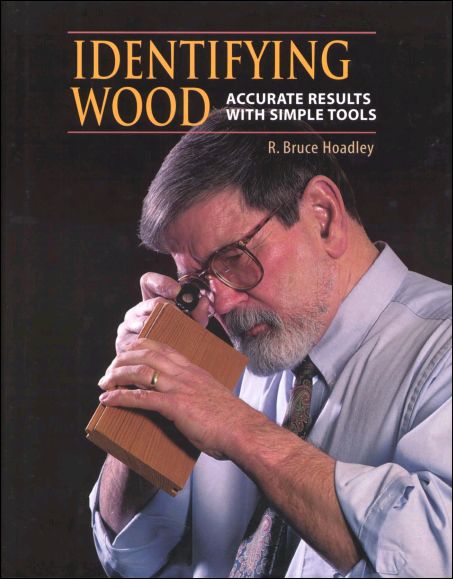 IDENTIFYING
WOOD
ACCURATE RESULTS
WITH SIMPLE TOOLS
R. Bruce Hoadley